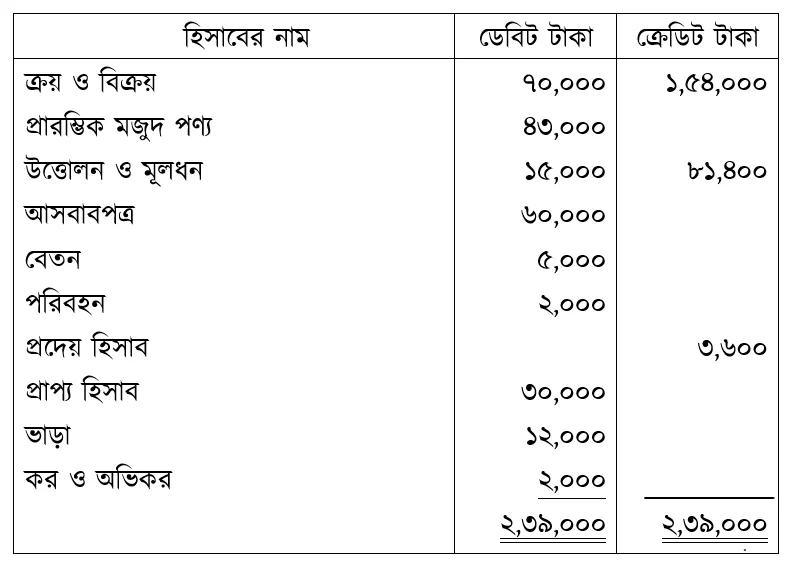 হিসাবের নাম ডেবিট টাকা ক্রেডিট টাকা
ক্রয় ও বিক্রয় ৭০,০০০ ১,৫৪,০০০
প্রারম্ভিক মজুদ পণ্য ৪৩,০০০
উত্তোলন ও মূলধন ১৫,০০০ ৮১,৪০০
আসবাবপত্র ৬০,০০০
বেতন ৫,০০০
পরিবহন ২,০০০
প্রদেয় হিসাব ৩,৬০০
প্রাপ্য হিসাব ৩০,০০০
ভাড়া ১২,০০০
কর ও অভিকর ২,০০০
২,৩৯,০০০ ২,৩৯,০০০